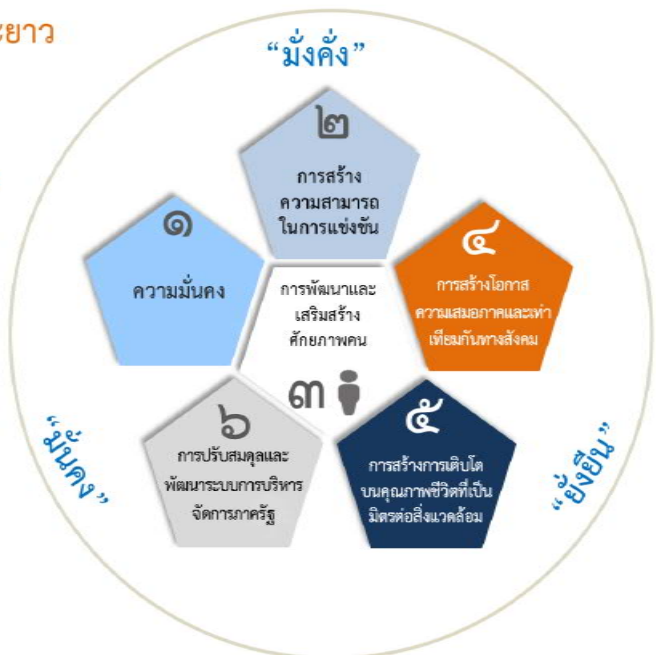 ะยาว
“มั่งคั่ง”
๒
การสร้าง
ความสามารถ
ในการแข่งขัน
๑
ความมั่นคง
๔
การสร้างโอกาส
ความเสมอภาคและเท่า
เทียมกันทางสังคม
การพัฒนาและ
เสริมสร้าง
ศักยภาพคน
๓
๖
การปรับสมดุลและ
พัฒนาระบบการบริหาร
จัดการภาครัฐ
๕
การสร้างการเติบโต
บนคุณภาพชีวิตที่เป็น
มิตรต่อสิ่งแวดล้อม
“มั่นคง”
“ยั่งยืน”